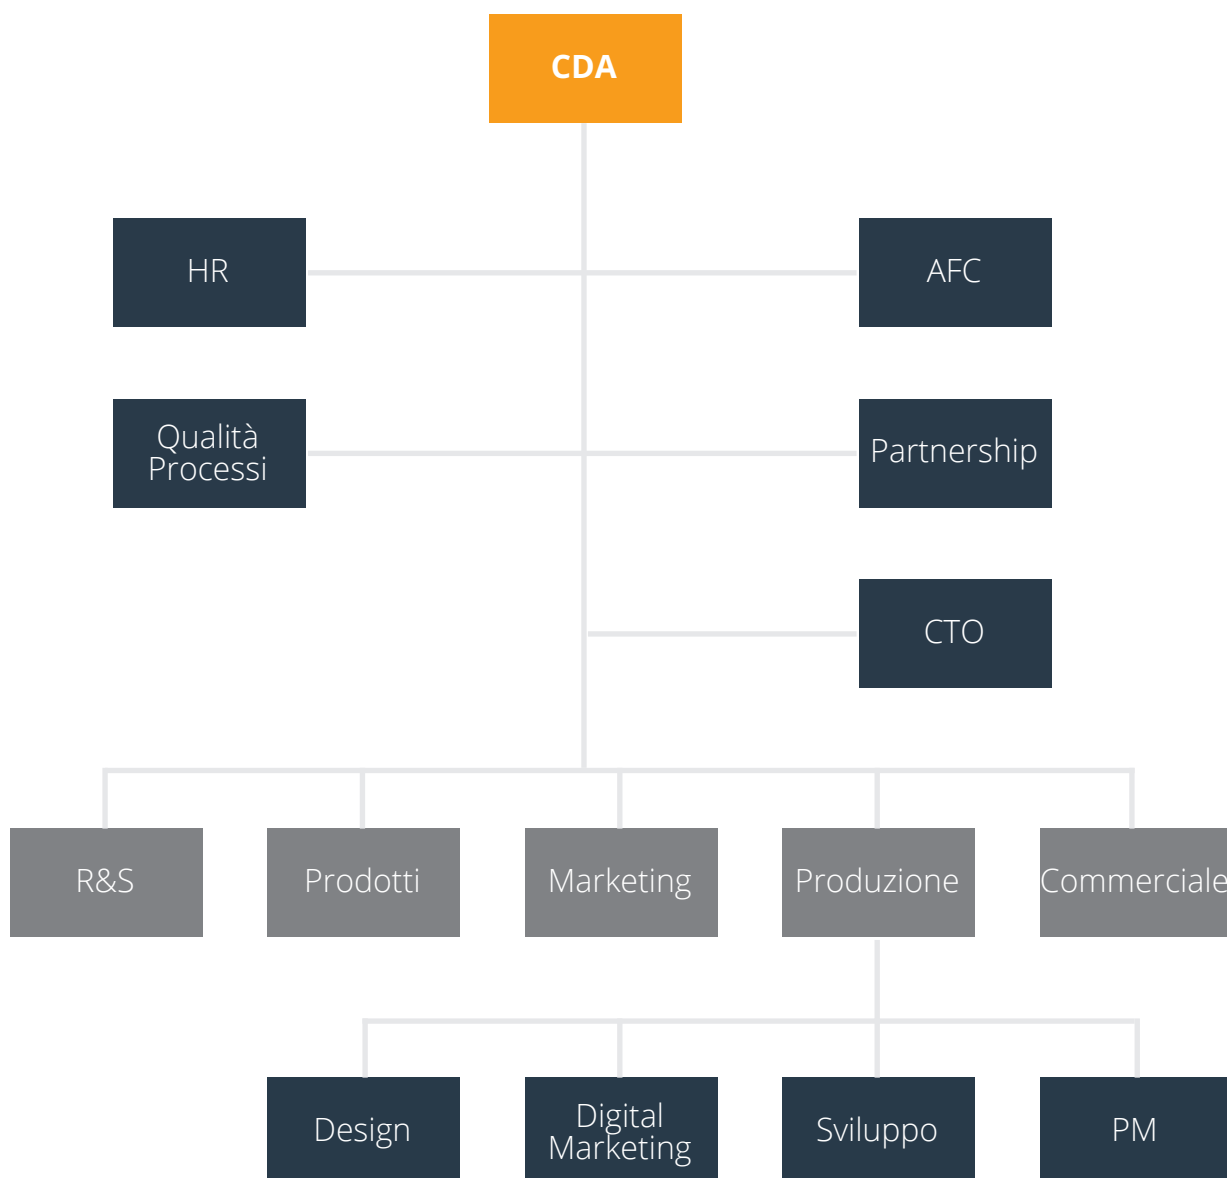 CDA
HR
AFC
Qualità
Processi
Partnership
CTO
R&S
Prodotti
Marketing
Produzione
Commerciale
Design
Digital
Marketing
Sviluppo
PM